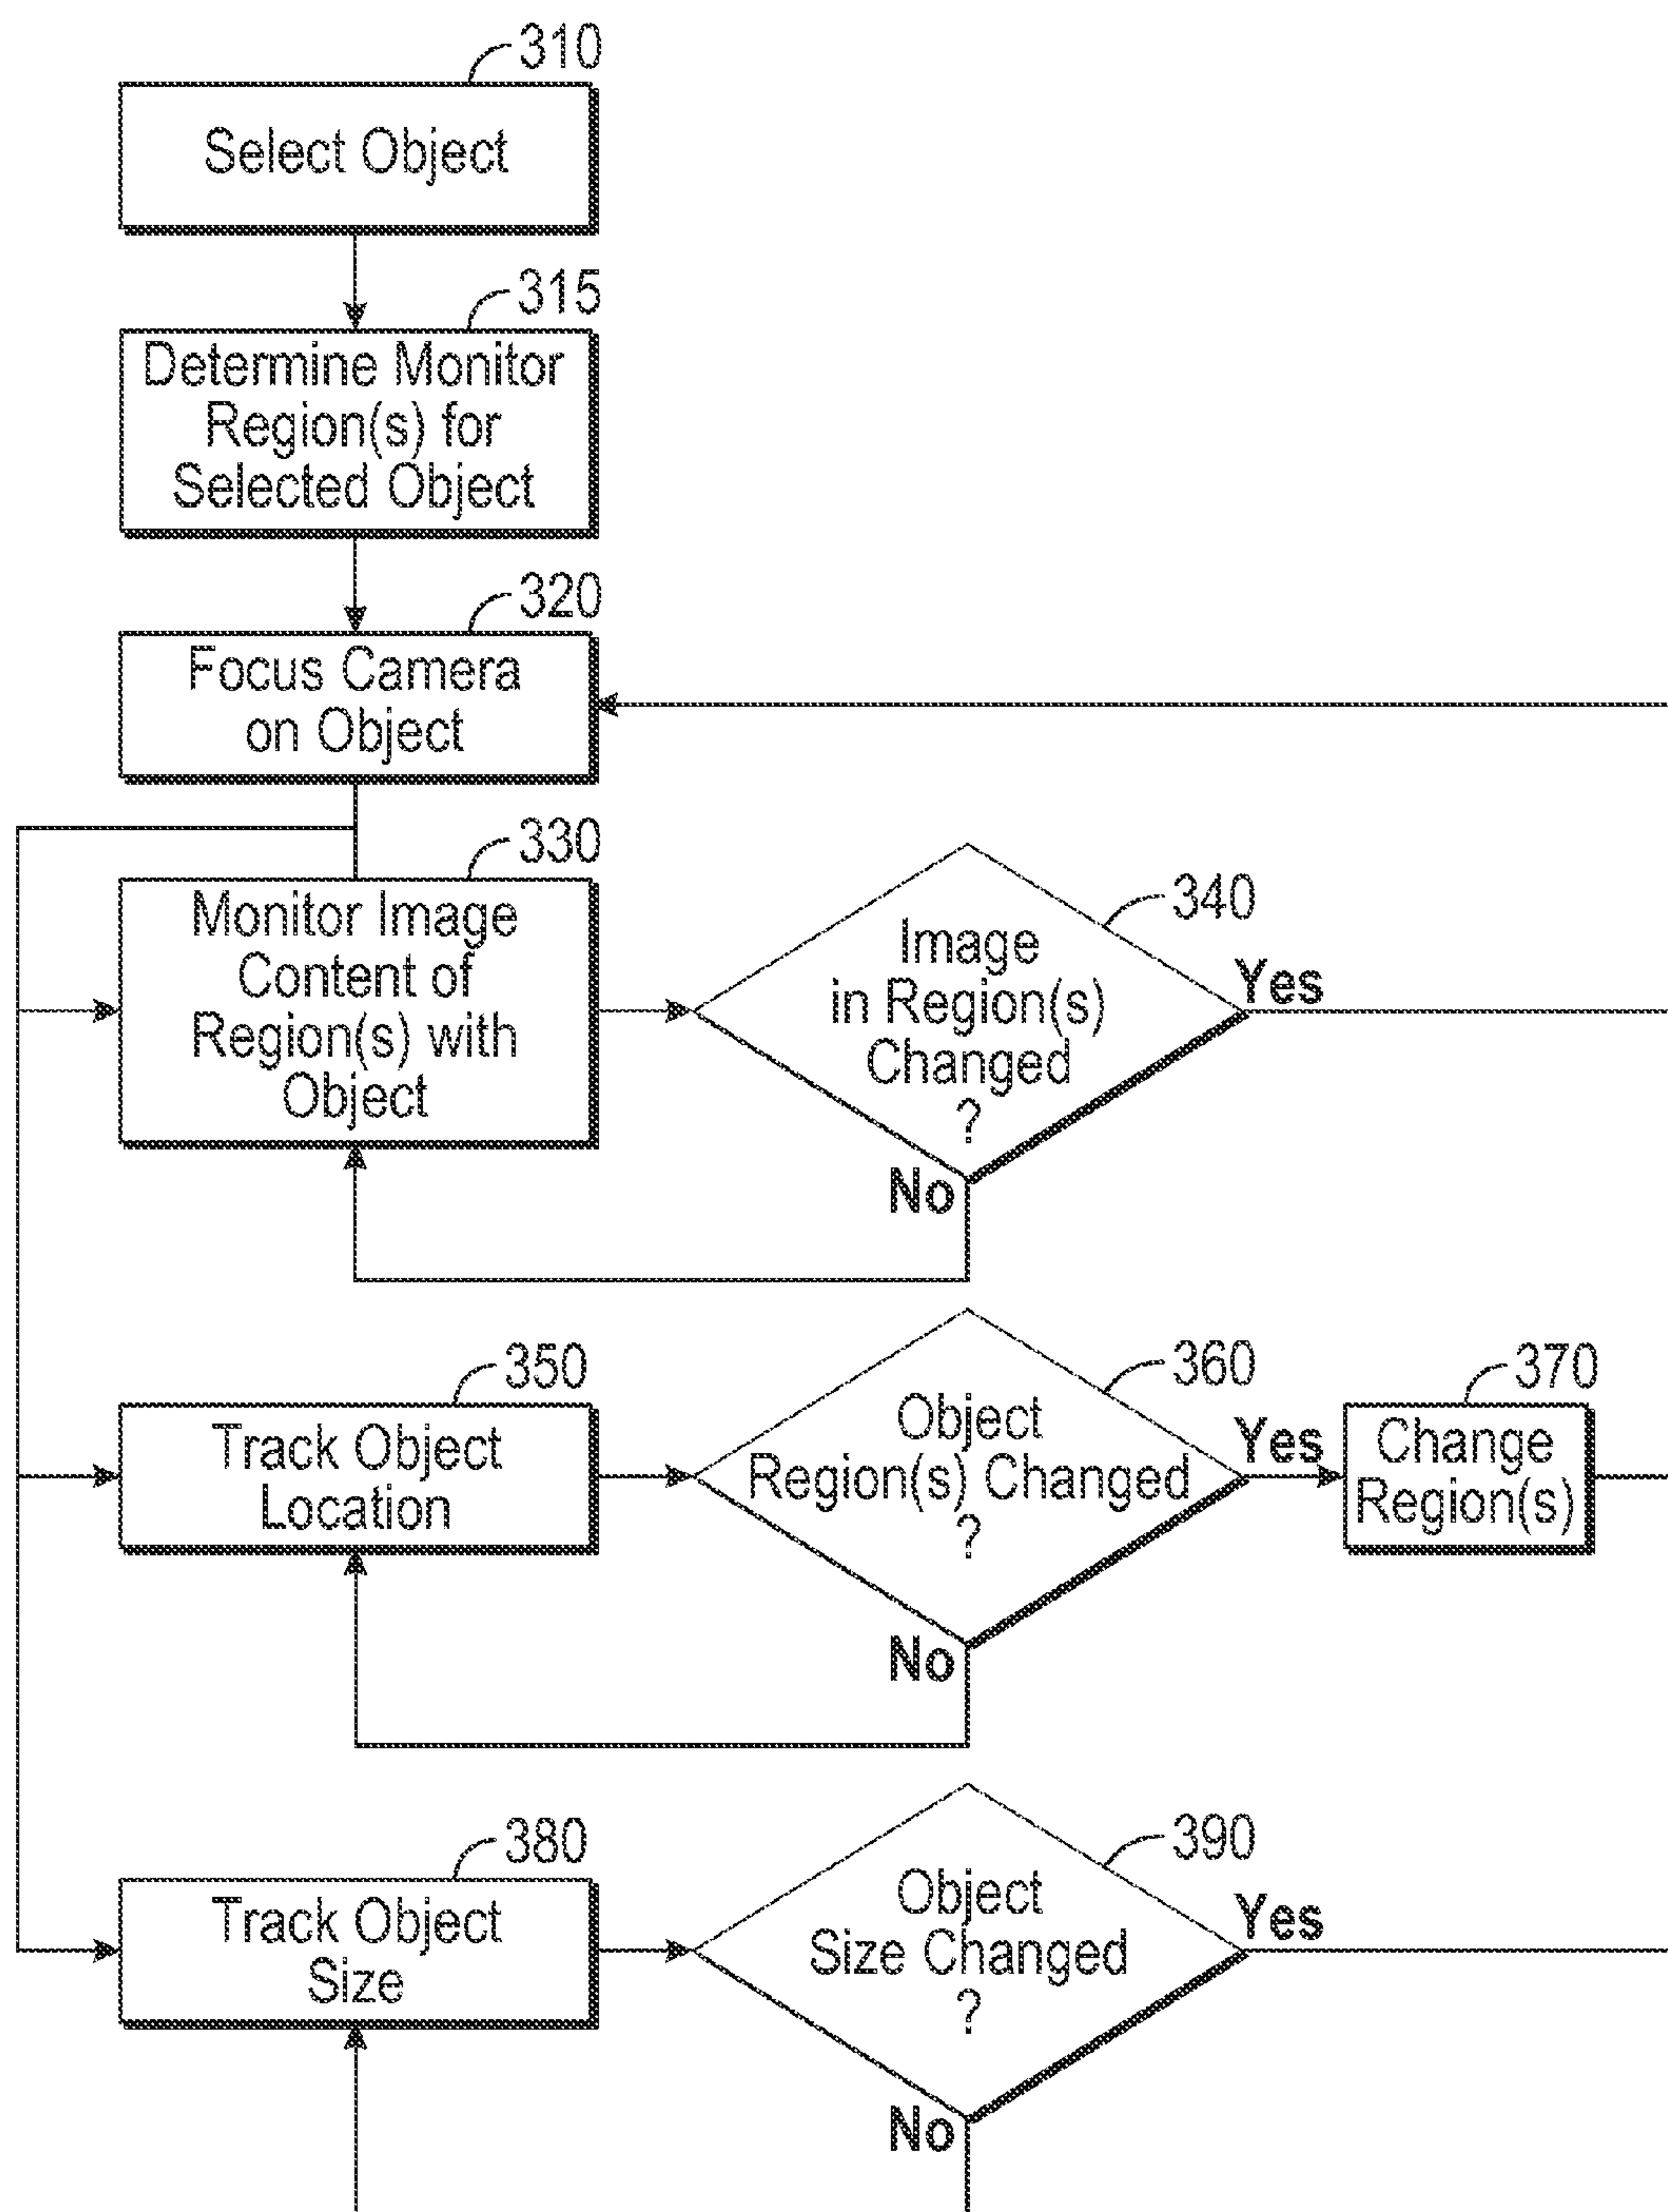 310
Select Object
315
Determine Monitor
Region(s) for
Selected Object
320
Focus Camera
on Object
330
Monitor Image
Content of
Region(s) with
Object
340
Image
in Region(s)
Changed
?
Yes
No
350
Track Object
Location
360
Object
Region(s) Changed
?
Yes
No
370
Change
Region(s)
380
Track Object
Size
390
Object
Size Changed
?
Yes
No